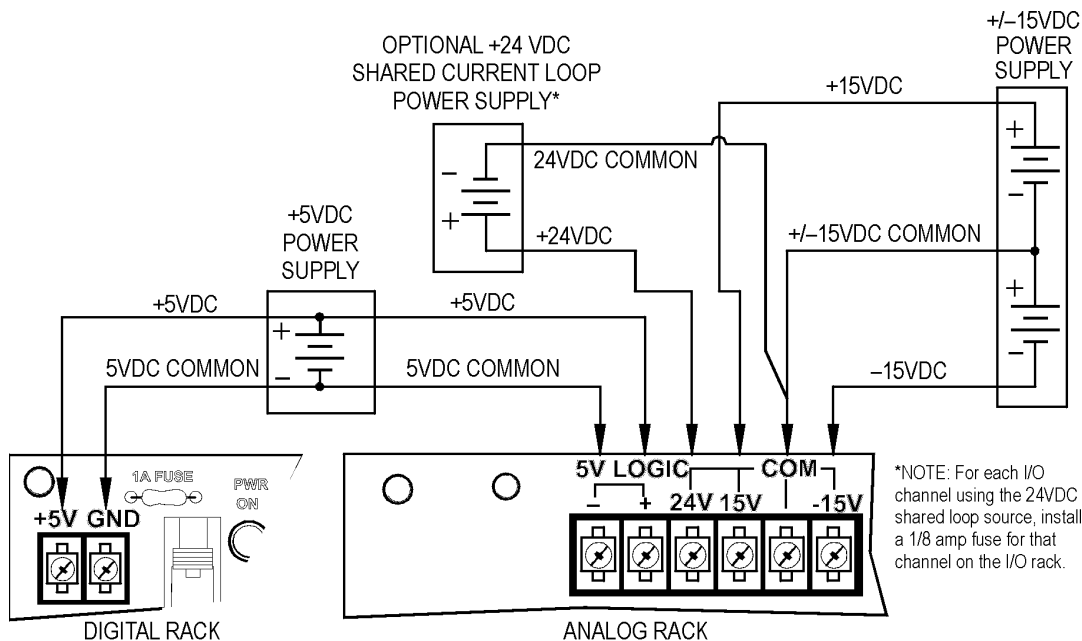 +/–15VDC
POWER
SUPPLY
OPTIONAL +24 VDC
SHARED CURRENT LOOP
POWER SUPPLY*
+15VDC
+
–
24VDC COMMON
–
+
+24VDC
+/–15VDC COMMON
+
–
–15VDC
+5VDC
POWER
SUPPLY
+5VDC
+
+5VDC
5VDC COMMON
–
5VDC COMMON
1A FUSE
PWR
ON
+5V GND
DIGITAL RACK
5V LOGIC
COM
– + 24V 15V -15V
ANALOG RACK
*NOTE: For each I/O
channel using the 24VDC
shared loop source, install
a 1/8 amp fuse for that
channel on the I/O rack.